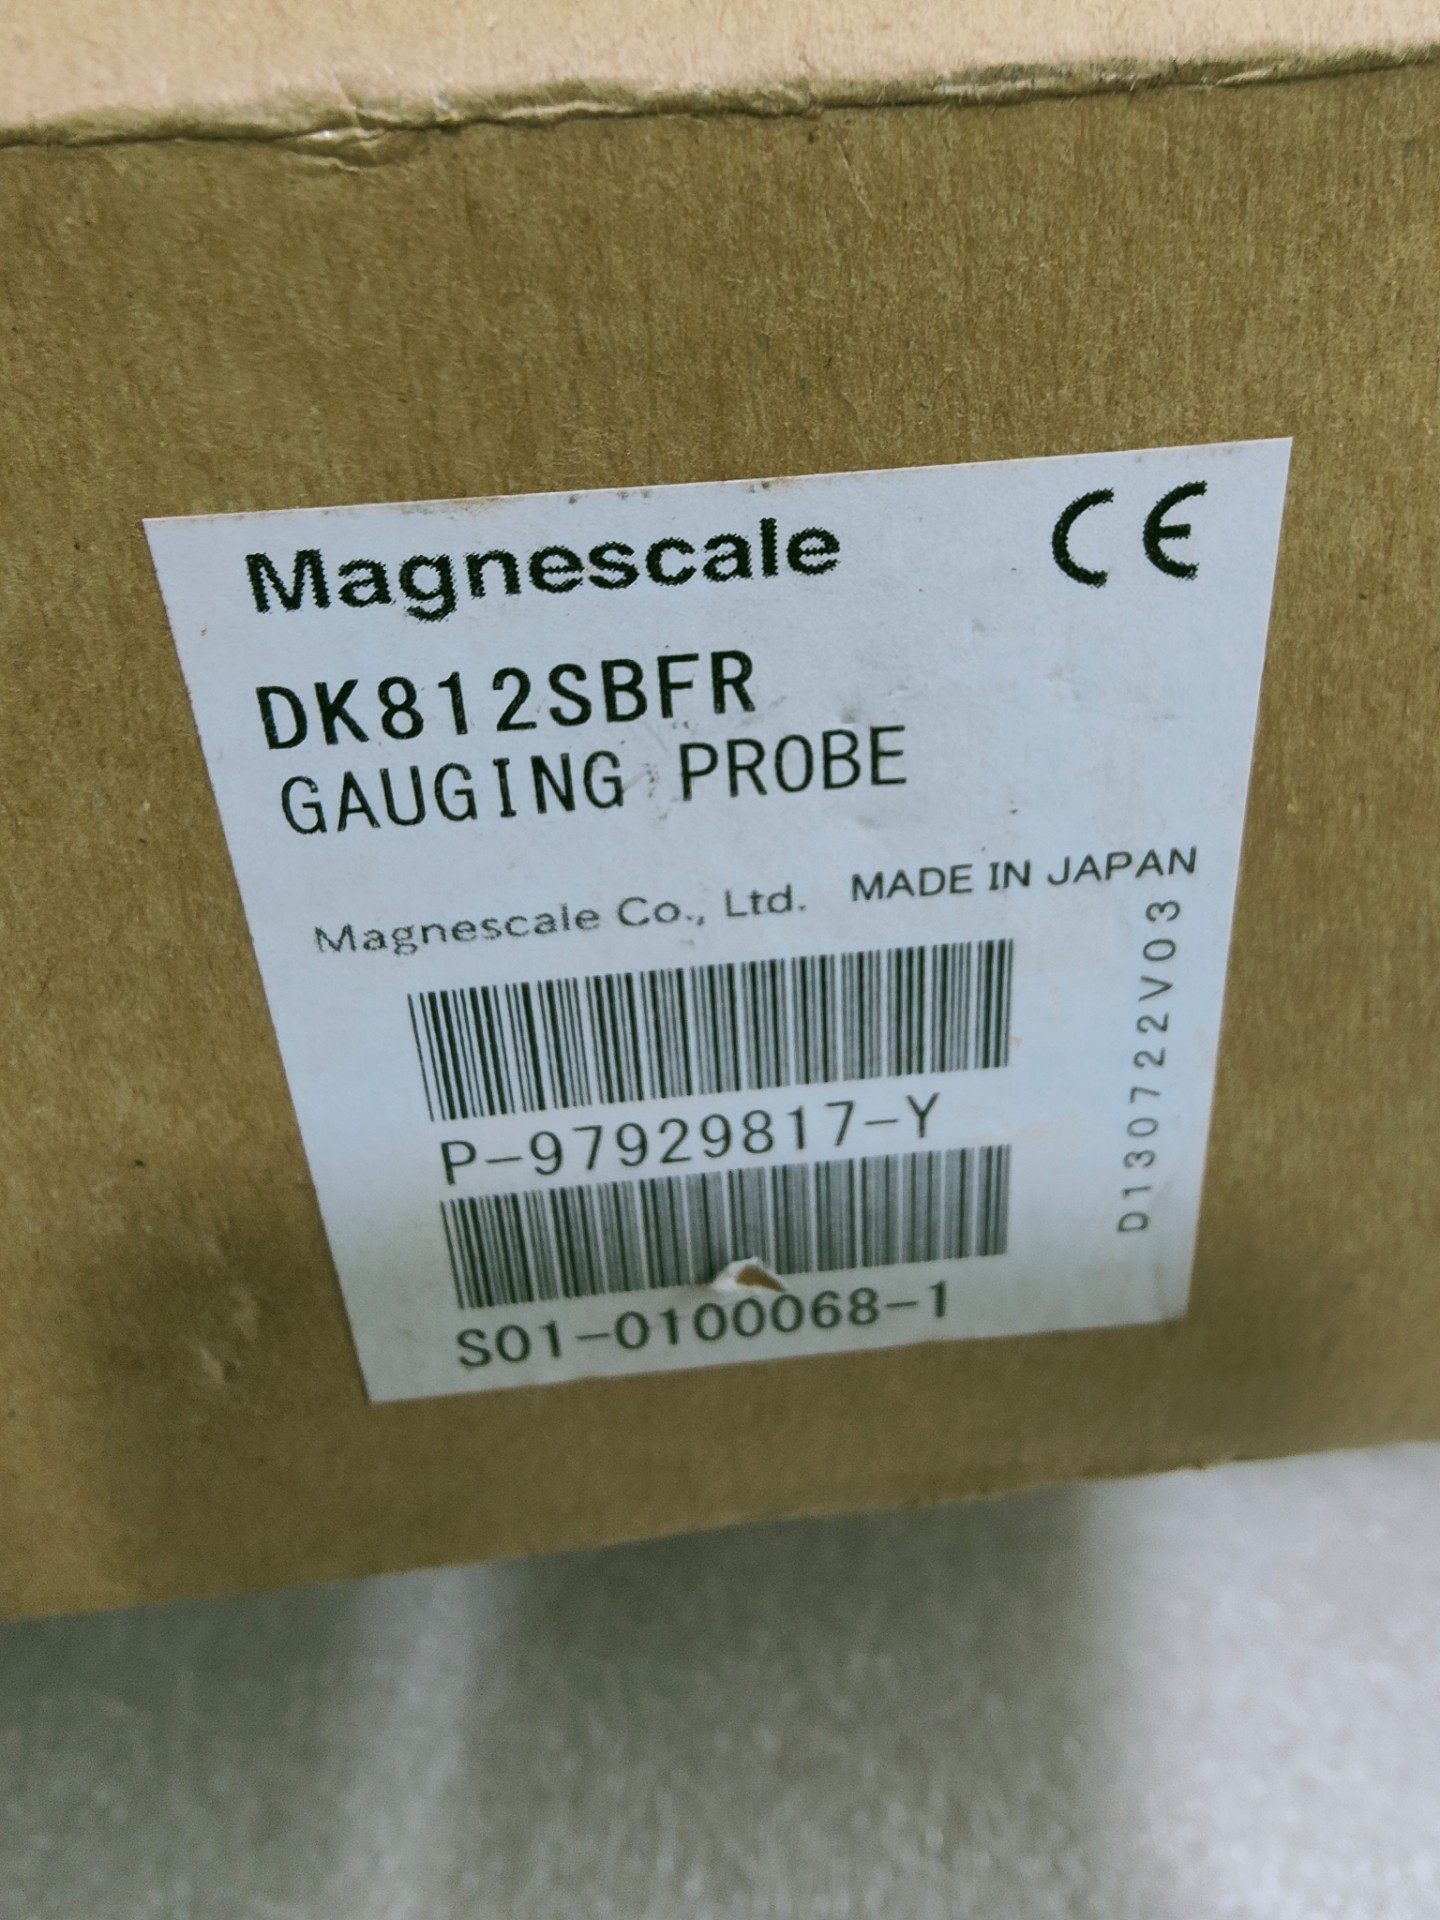 Magnescale CE
DK812SBFR
GAUGING PROBE
Magnescale Co., Ltd. MADE IN JAPAN
P-97929817-Y
S01-0100068-1
D130722V03